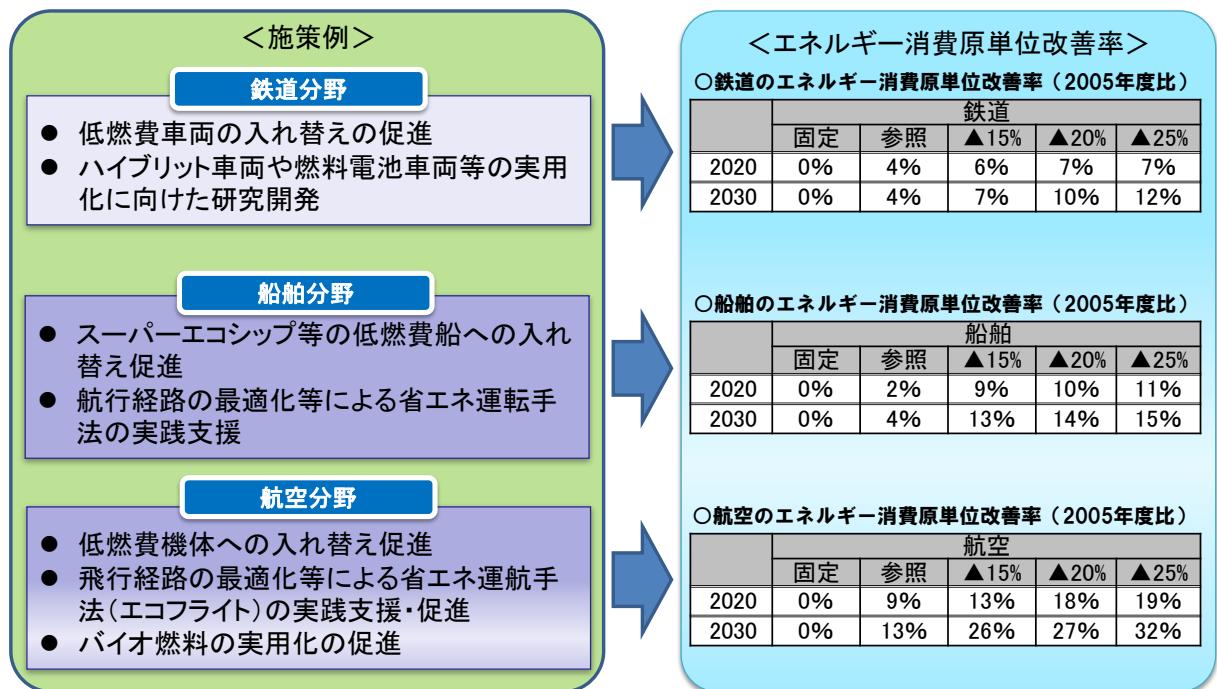 ＜施策例＞
鉄道分野
● 低燃費車両の入れ替えの促進
● ハイブリット車両や燃料電池車両等の実用
化に向けた研究開発
船舶分野
● スーパーエコシップ等の低燃費船への入れ
替え促進
● 航行経路の最適化等による省エネ運転手
法の実践支援
航空分野
● 低燃費機体への入れ替え促進
● 飛行経路の最適化等による省エネ運航手
法（エコフライト）の実践支援・促進
● バイオ燃料の実用化の促進
＜エネルギー消費原単位改善率＞
○鉄道のエネルギー消費原単位改善率（2005年度比）
鉄道
固定 参照 ▲15% ▲20% ▲25%
2020 0% 4% 6% 7% 7%
2030 0% 4% 7% 10% 12%
○船舶のエネルギー消費原単位改善率（2005年度比）
船舶
固定 参照 ▲15% ▲20% ▲25%
2020 0% 2% 9% 10% 11%
2030 0% 4% 13% 14% 15%
○航空のエネルギー消費原単位改善率（2005年度比）
航空
固定 参照 ▲15% ▲20% ▲25%
2020 0% 9% 13% 18% 19%
2030 0% 13% 26% 27% 32%